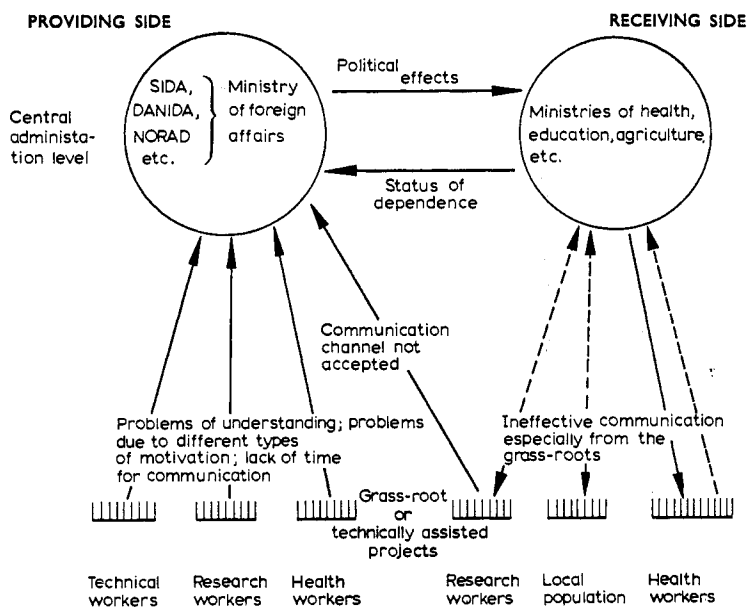 PROVIDING SIDE
RECEIVING SIDE
Central
administa-
tion level
SIDA,
DANIDA,
NORAD
etc.
Ministry
of foreign
affairs
Political
effects
Ministries of health,
education, agriculture,
etc.
Status of
dependence
Communication
channel not
accepted
Problems of understanding; problems
due to different types
of motivation; lack of time
for communication
Ineffective communication
especially from the
grass-roots
Grass-root
or
technically assisted
projects
Technical
workers
Research
workers
Health
workers
Research
workers
Local
population
Health
workers